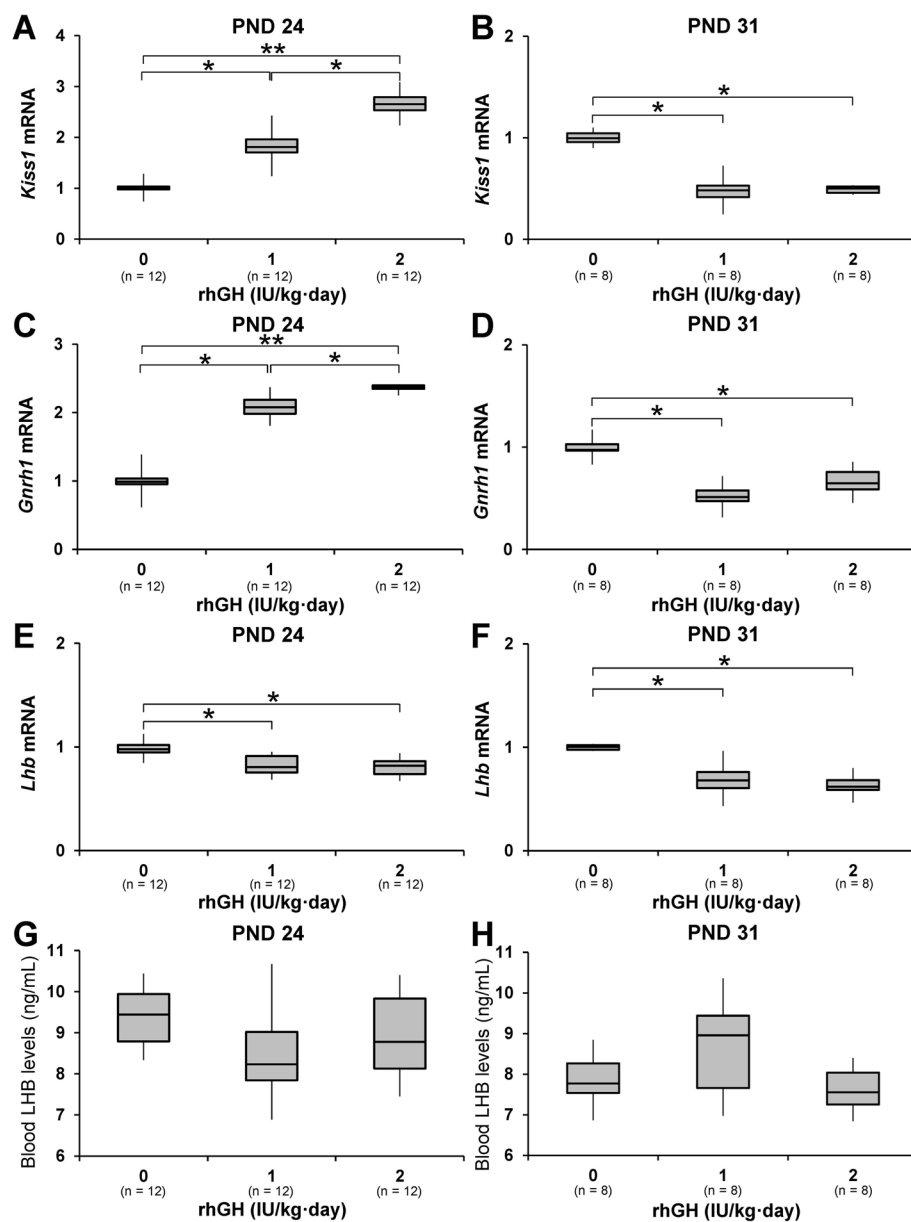 A
PND 24
**
*
*
Kiss1 mRNA
4
3
2
1
0
0
1
2
(n = 12)
(n = 12)
(n = 12)
rhGH (IU/kg·day)
B
PND 31
*
*
Kiss1 mRNA
2
1
0
0
1
2
(n = 8)
(n = 8)
(n = 8)
rhGH (IU/kg·day)
C
PND 24
**
*
*
Gnrh1 mRNA
3
2
1
0
0
1
2
(n = 12)
(n = 12)
(n = 12)
rhGH (IU/kg·day)
D
PND 31
*
*
Gnrh1 mRNA
2
1
0
0
1
2
(n = 8)
(n = 8)
(n = 8)
rhGH (IU/kg·day)
E
PND 24
*
*
Lhb mRNA
2
1
0
0
1
2
(n = 12)
(n = 12)
(n = 12)
rhGH (IU/kg·day)
F
PND 31
*
*
Lhb mRNA
2
1
0
0
1
2
(n = 8)
(n = 8)
(n = 8)
rhGH (IU/kg·day)
G
PND 24
Blood LHB levels (ng/mL)
11
10
9
8
7
6
0
1
2
(n = 12)
(n = 12)
(n = 12)
rhGH (IU/kg·day)
H
PND 31
Blood LHB levels (ng/mL)
11
10
9
8
7
6
0
1
2
(n = 8)
(n = 8)
(n = 8)
rhGH (IU/kg·day)